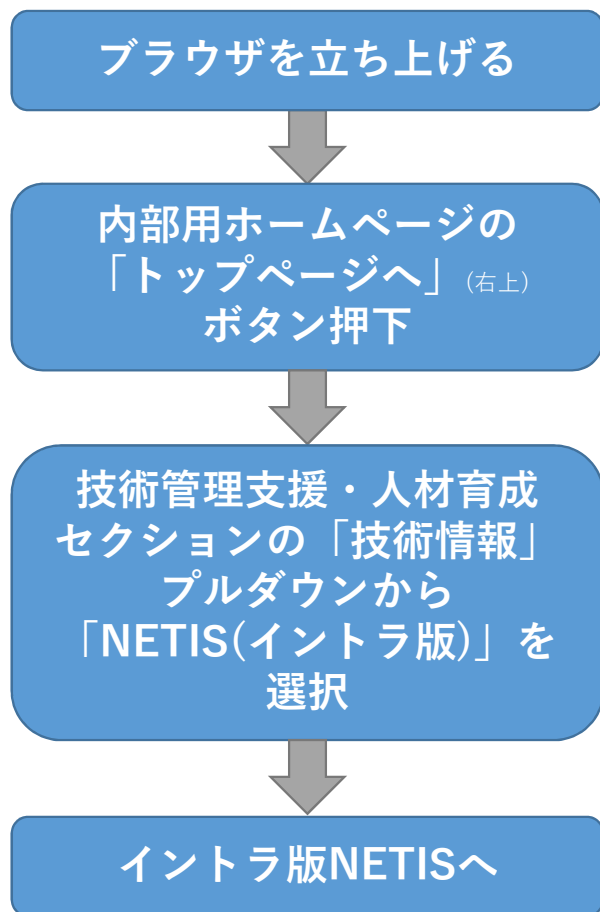 ブラウザを立ち上げる
内部用ホームページの
「トップページへ」(右上)
ボタン押下
技術管理支援・人材育成
セクションの「技術情報」
プルダウンから
「NETIS(イントラ版)」を
選択
イントラ版NETISへ